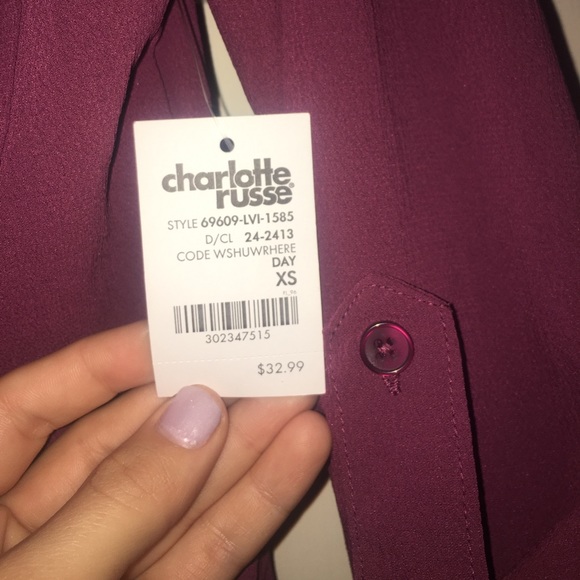 charlotte
russe®
STYLE 69609-LVI-1585
D/CL 24-2413
CODE WSHUWRHERE
DAY
XS
302347515
$32.99